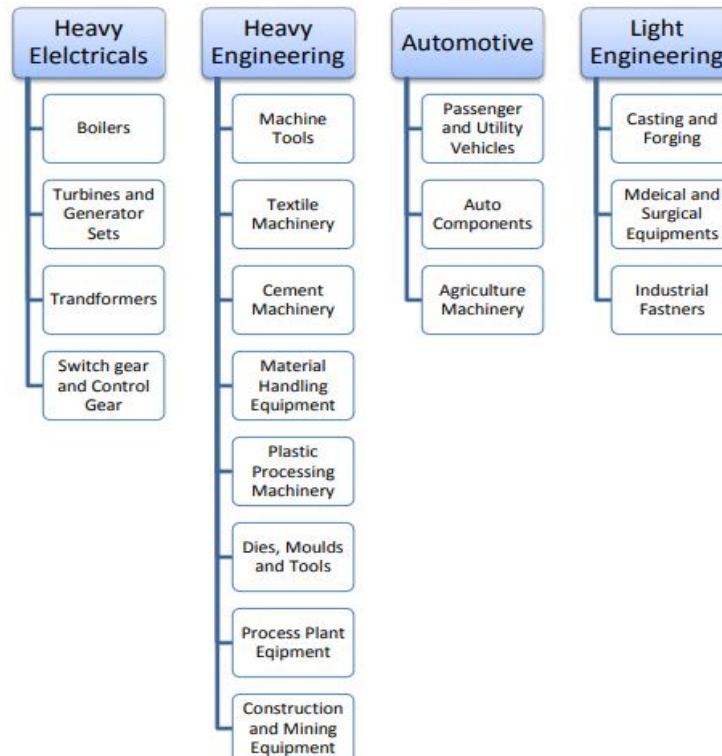 Heavy
Elelctricals
Boilers
Turbines and
Generator
Sets
Trandformers
Switch gear
and Control
Gear
Heavy
Engineering
Machine
Tools
Textile
Machinery
Cement
Machinery
Material
Handling
Equipment
Plastic
Processing
Machinery
Dies, Moulds
and Tools
Process Plant
Eqipment
Construction
and Mining
Equipment
Automotive
Passenger
and Utility
Vehicles
Auto
Components
Agriculture
Machinery
Light
Engineering
Casting and
Forging
Mdeical and
Surgical
Equipments
Industrial
Fastners